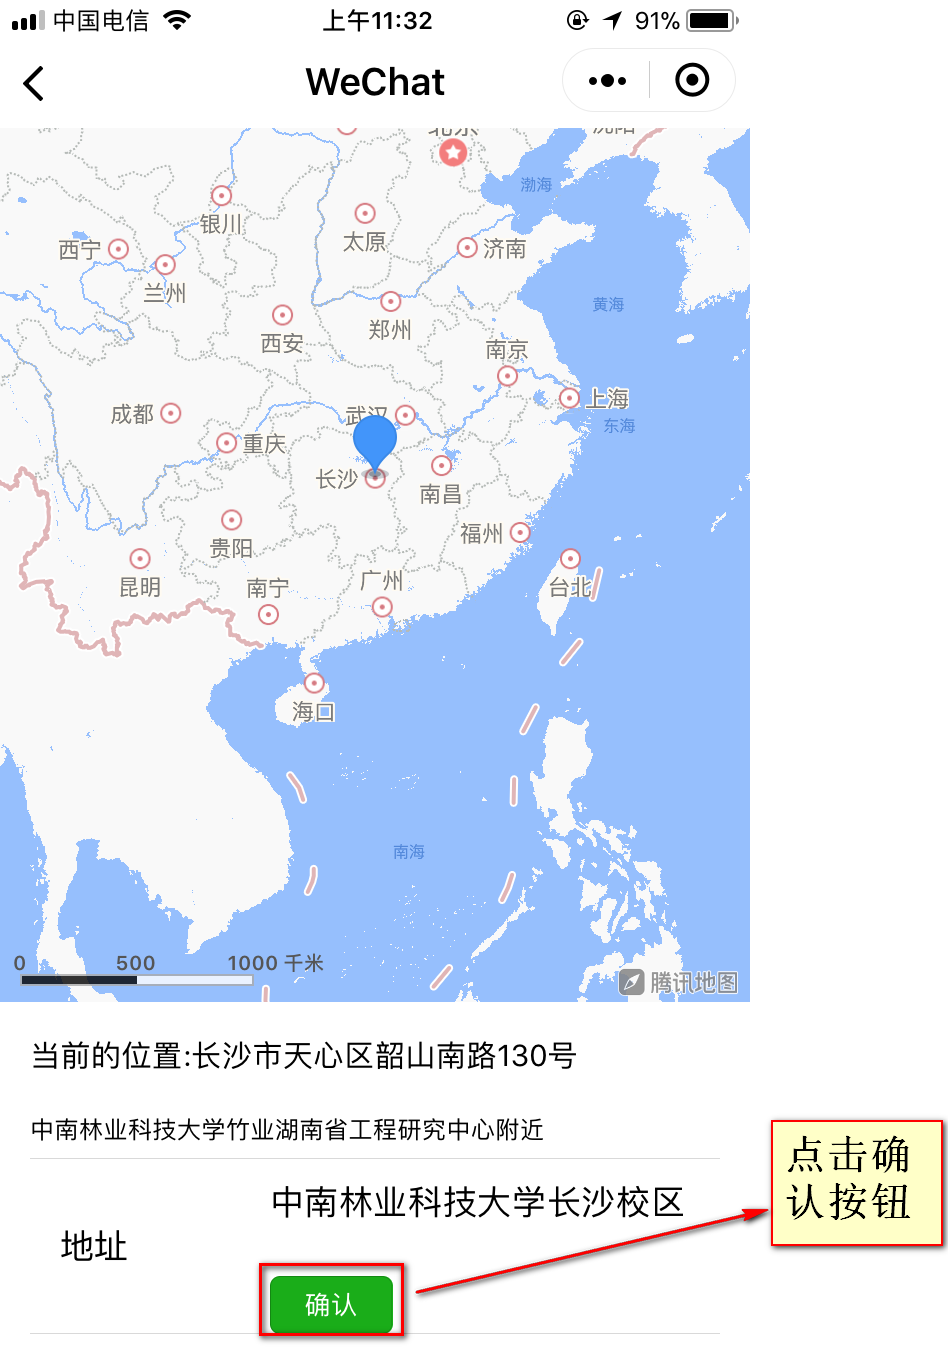 中国电信
上午11:32
91%
WeChat
北京
沈阳
渤海
银川
太原
济南
西宁
兰州
郑州
黄海
西安
南京
成都
武汉
上海
东海
重庆
长沙
南昌
贵阳
福州
昆明
南宁
广州
台北
海口
南海
0 500 1000 千米
腾讯地图
当前的位置:长沙市天心区韶山南路130号
中南林业科技大学竹业湖南省工程研究中心附近
中南林业科技大学长沙校区
地址
确认
点击确
认按钮